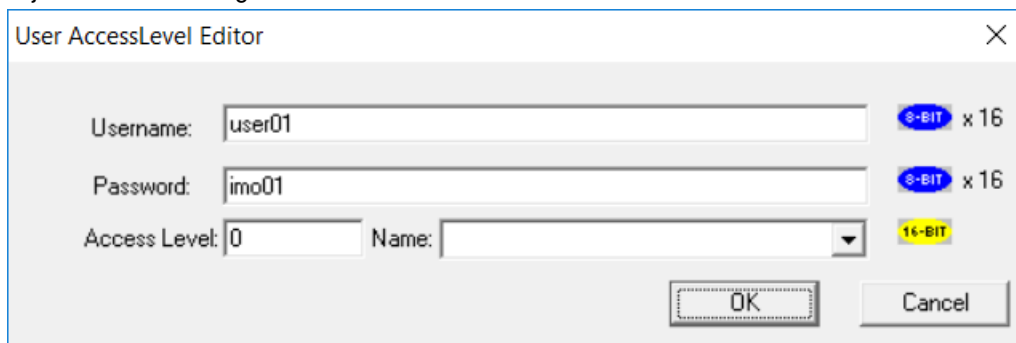 User AccessLevel Editor
Username: user01 8-BIT x 16
Password: imo01 8-BIT x 16
Access Level: 0 Name: 16-BIT
OK Cancel